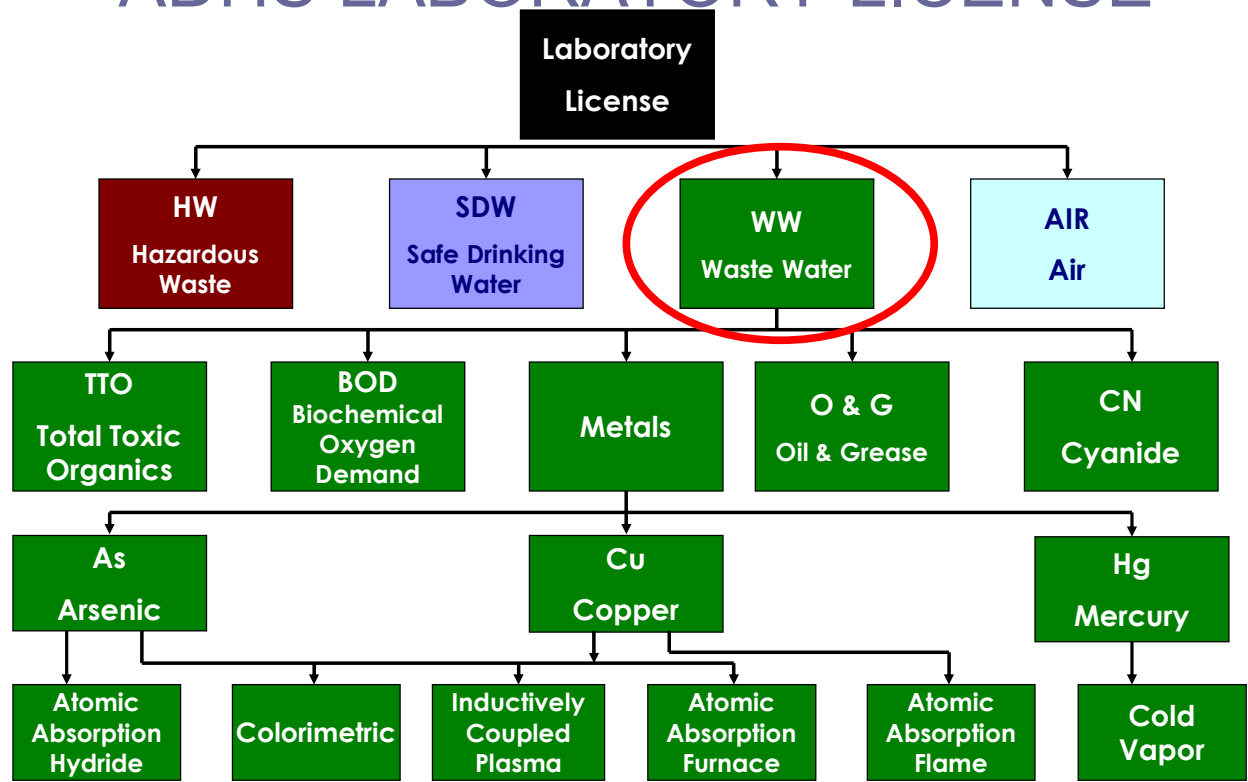 LABORATORY LICENSE
Laboratory
License
HW
Hazardous
Waste
SDW
Safe Drinking
Water
WW
Waste Water
AIR
Air
TTO
Total Toxic
Organics
BOD
Biochemical
Oxygen
Demand
Metals
O & G
Oil & Grease
CN
Cyanide
As
Arsenic
Cu
Copper
Hg
Mercury
Atomic
Absorption
Hydride
Colorimetric
Inductively
Coupled
Plasma
Atomic
Absorption
Furnace
Atomic
Absorption
Flame
Cold
Vapor